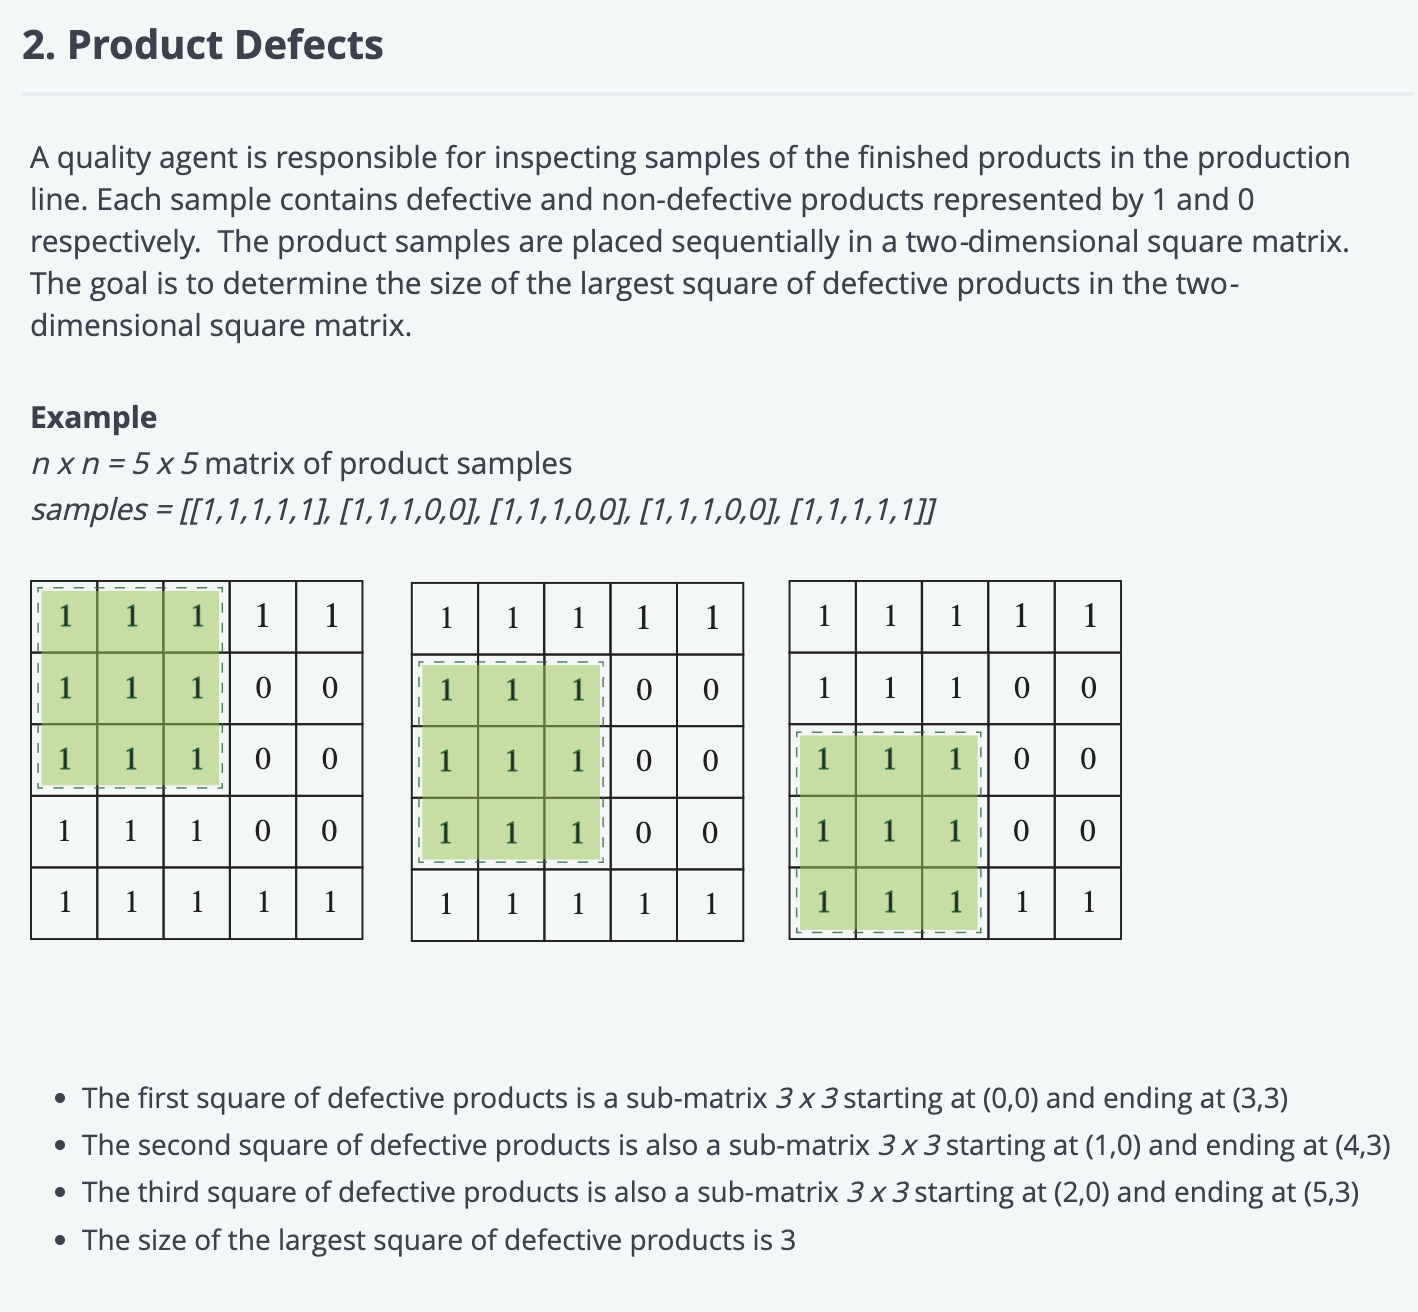 2. Product Defects
A quality agent is responsible for inspecting samples of the finished products in the production
line. Each sample contains defective and non-defective products represented by 1 and 0
respectively.  The product samples are placed sequentially in a two-dimensional square matrix.
The goal is to determine the size of the largest square of defective products in the two-
dimensional square matrix.
Example
n x n = 5 x 5 matrix of product samples
samples = [[1,1,1,1,1], [1,1,1,0,0], [1,1,1,0,0], [1,1,1,0,0], [1,1,1,1,1]]
1 1 1 1 1
1 1 1 0 0
1 1 1 0 0
1 1 1 0 0
1 1 1 1 1
1 1 1 1 1
1 1 1 0 0
1 1 1 0 0
1 1 1 0 0
1 1 1 1 1
1 1 1 1 1
1 1 1 0 0
1 1 1 0 0
1 1 1 0 0
1 1 1 1 1
• The first square of defective products is a sub-matrix 3 x 3 starting at (0,0) and ending at (3,3)
• The second square of defective products is also a sub-matrix 3 x 3 starting at (1,0) and ending at (4,3)
• The third square of defective products is also a sub-matrix 3 x 3 starting at (2,0) and ending at (5,3)
• The size of the largest square of defective products is 3